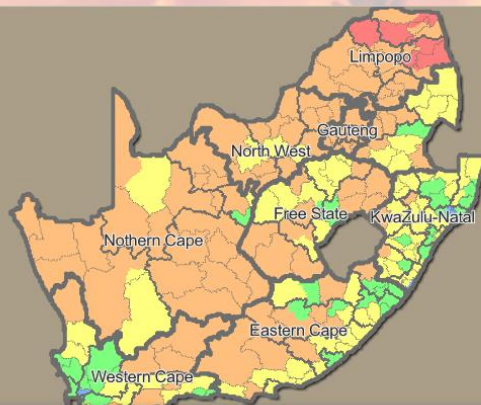 Limpopo
Gauteng
North West
Free State
KwaZulu-Natal
Nothern Cape
Eastern Cape
Western Cape